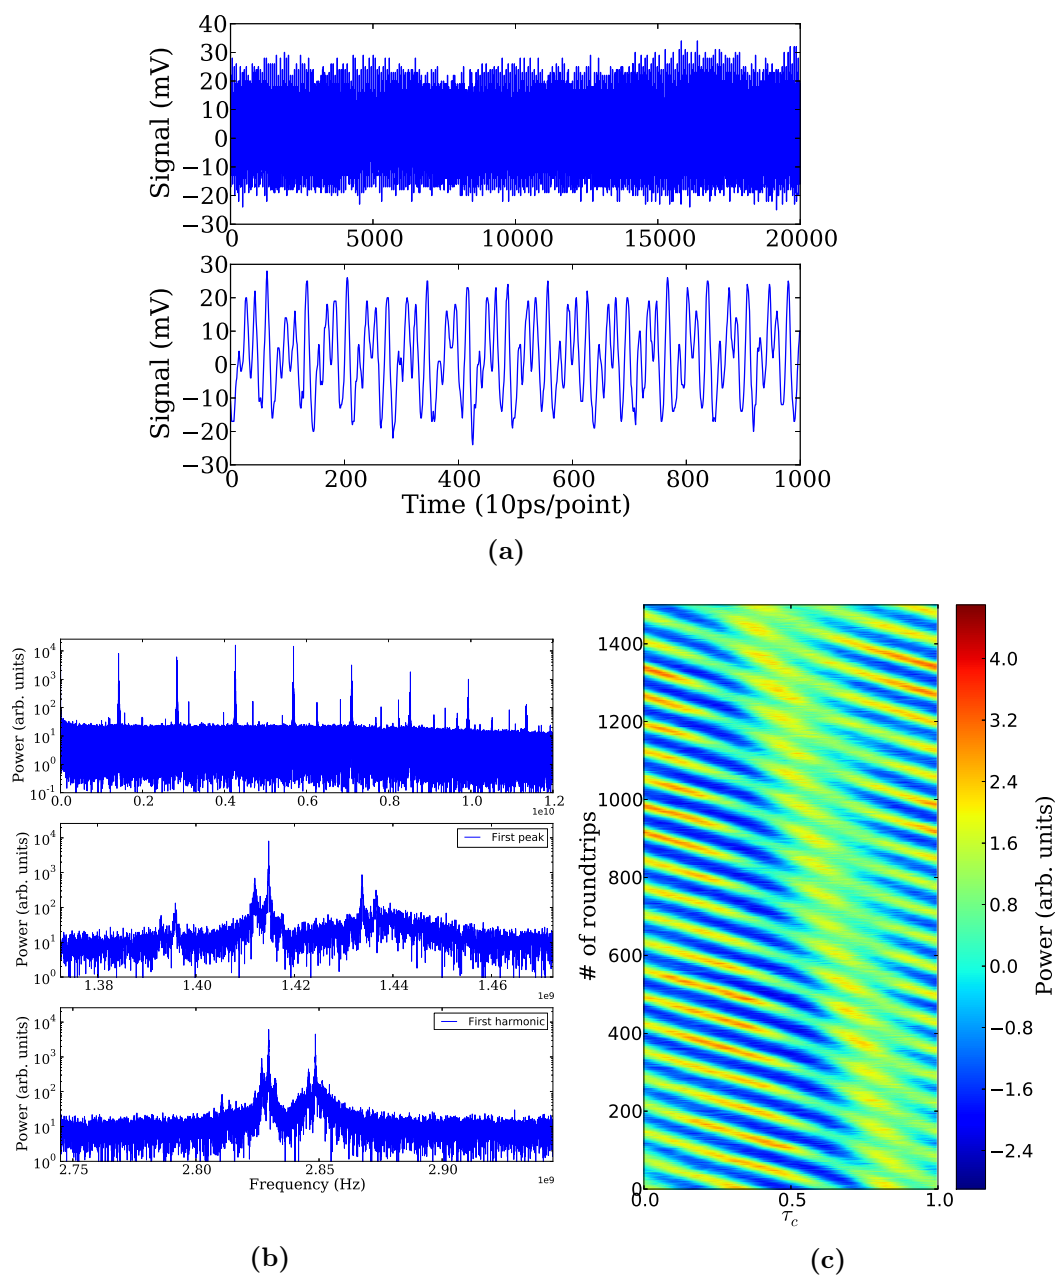 40
30
20
10
0
−10
−20
−30
Signal (mV)
0 5000 10000 15000 20000
30
20
10
0
−10
−20
−30
Signal (mV)
0 200 400 600 800 1000
Time (10ps/point)
(a)
10^4
10^3
10^2
10^1
10^0
10^-1
Power (arb. units)
0.0 0.2 0.4 0.6 0.8 1.0 1.2
1e10
First peak
10^4
10^3
10^2
10^1
10^0
Power (arb. units)
1.38 1.40 1.42 1.44 1.46
1e9
First harmonic
10^4
10^3
10^2
10^1
10^0
Power (arb. units)
2.75 2.80 2.85 2.90
1e9
Frequency (Hz)
(b)
1400
1200
1000
800
600
400
200
0
# of roundtrips
0.0 0.5 1.0
τ_c
4.0
3.2
2.4
1.6
0.8
0.0
−0.8
−1.6
−2.4
Power (arb. units)
(c)